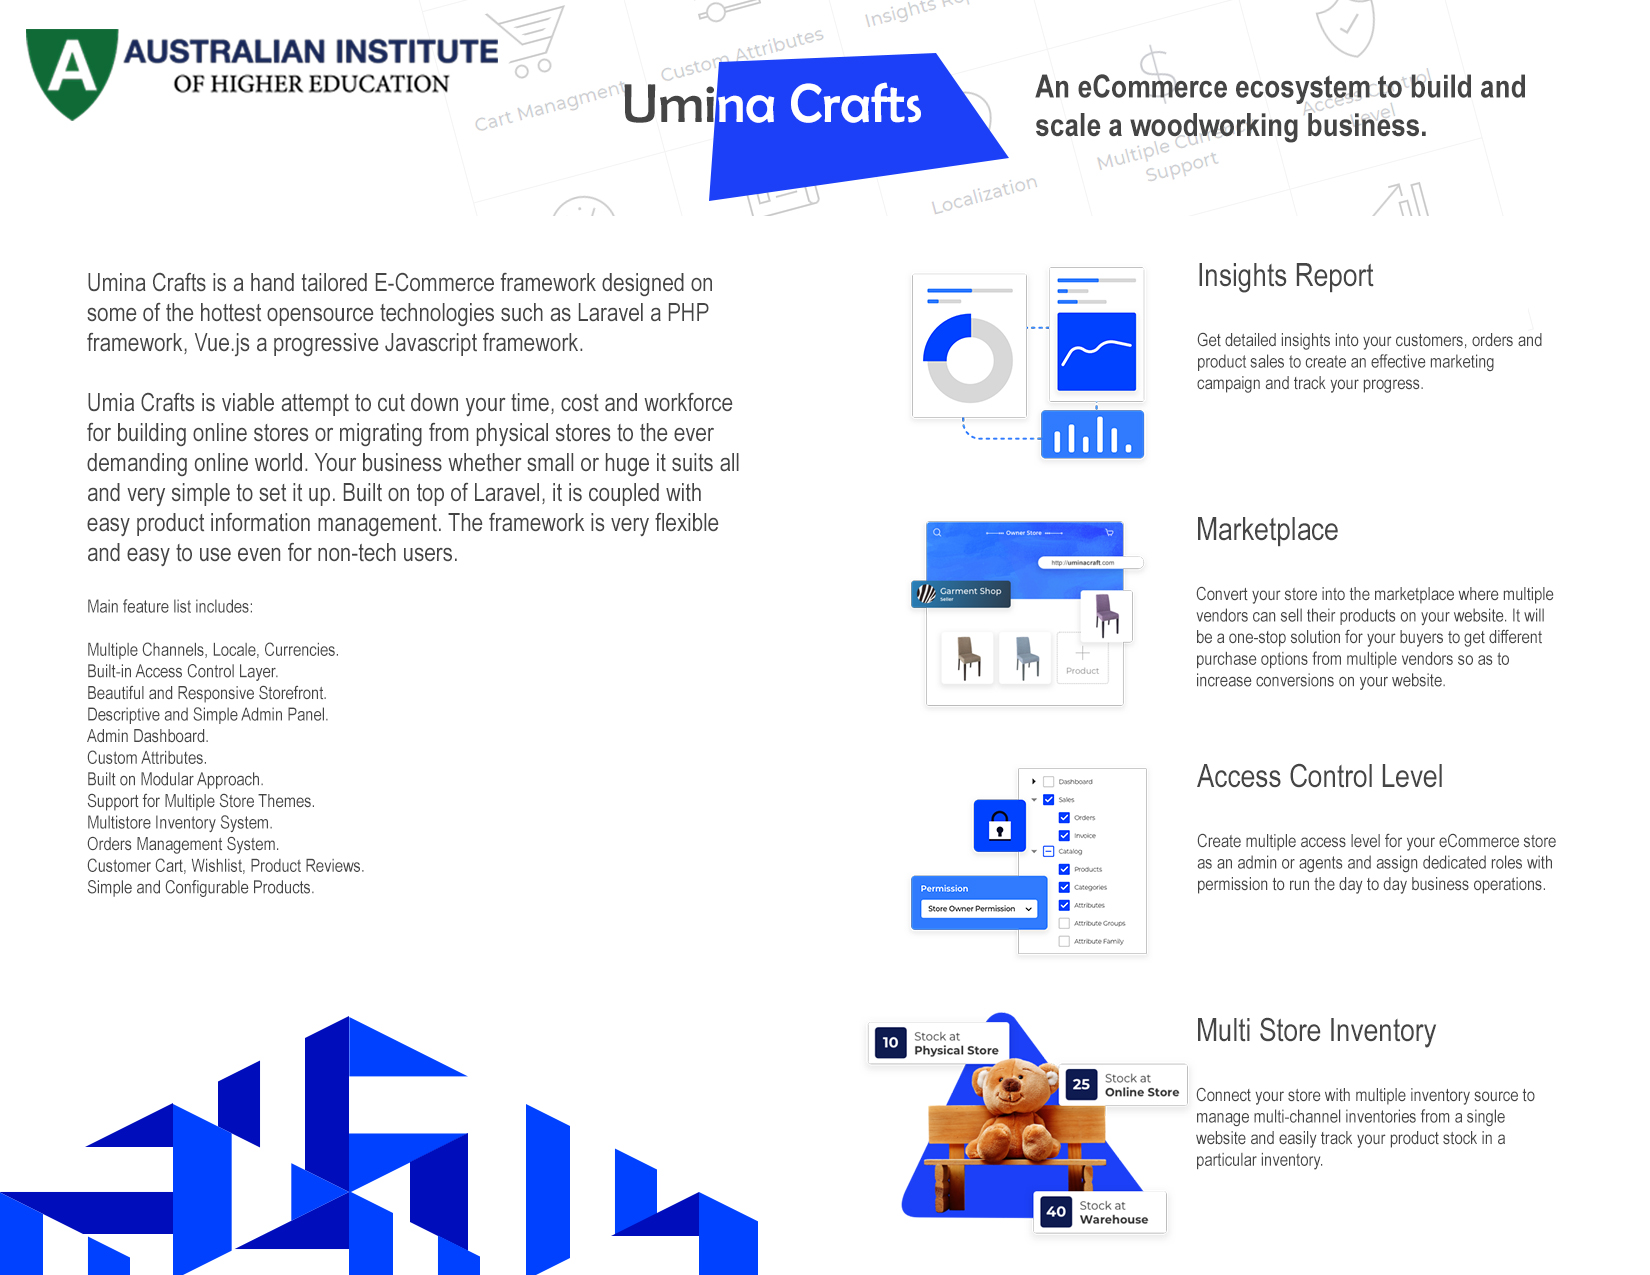 AUSTRALIAN INSTITUTE
OF HIGHER EDUCATION
Cart Managment
Custom Attributes
Insights
Localization
Multiple
Support
Access Control
Level
Umina Crafts
An eCommerce ecosystem to build and
scale a woodworking business.
Umina Crafts is a hand tailored E-Commerce framework designed on
some of the hottest opensource technologies such as Laravel a PHP
framework, Vue.js a progressive Javascript framework.
Umia Crafts is viable attempt to cut down your time, cost and workforce
for building online stores or migrating from physical stores to the ever
demanding online world. Your business whether small or huge it suits all
and very simple to set it up. Built on top of Laravel, it is coupled with
easy product information management. The framework is very flexible
and easy to use even for non-tech users.
Main feature list includes:
Multiple Channels, Locale, Currencies.
Built-in Access Control Layer.
Beautiful and Responsive Storefront.
Descriptive and Simple Admin Panel.
Admin Dashboard.
Custom Attributes.
Built on Modular Approach.
Support for Multiple Store Themes.
Multistore Inventory System.
Orders Management System.
Customer Cart, Wishlist, Product Reviews.
Simple and Configurable Products.
Insights Report
Get detailed insights into your customers, orders and
product sales to create an effective marketing
campaign and track your progress.
Owner Store
http://uminacraft.com
Garment Shop
Seller
Product
Marketplace
Convert your store into the marketplace where multiple
vendors can sell their products on your website. It will
be a one-stop solution for your buyers to get different
purchase options from multiple vendors so as to
increase conversions on your website.
Dashboard
Sales
Orders
Invoice
Catalog
Products
Categories
Attributes
Attribute Groups
Attribute Family
Permission
Store Owner Permission
Access Control Level
Create multiple access level for your eCommerce store
as an admin or agents and assign dedicated roles with
permission to run the day to day business operations.
10 Stock at
Physical Store
25 Stock at
Online Store
40 Stock at
Warehouse
Multi Store Inventory
Connect your store with multiple inventory source to
manage multi-channel inventories from a single
website and easily track your product stock in a
particular inventory.